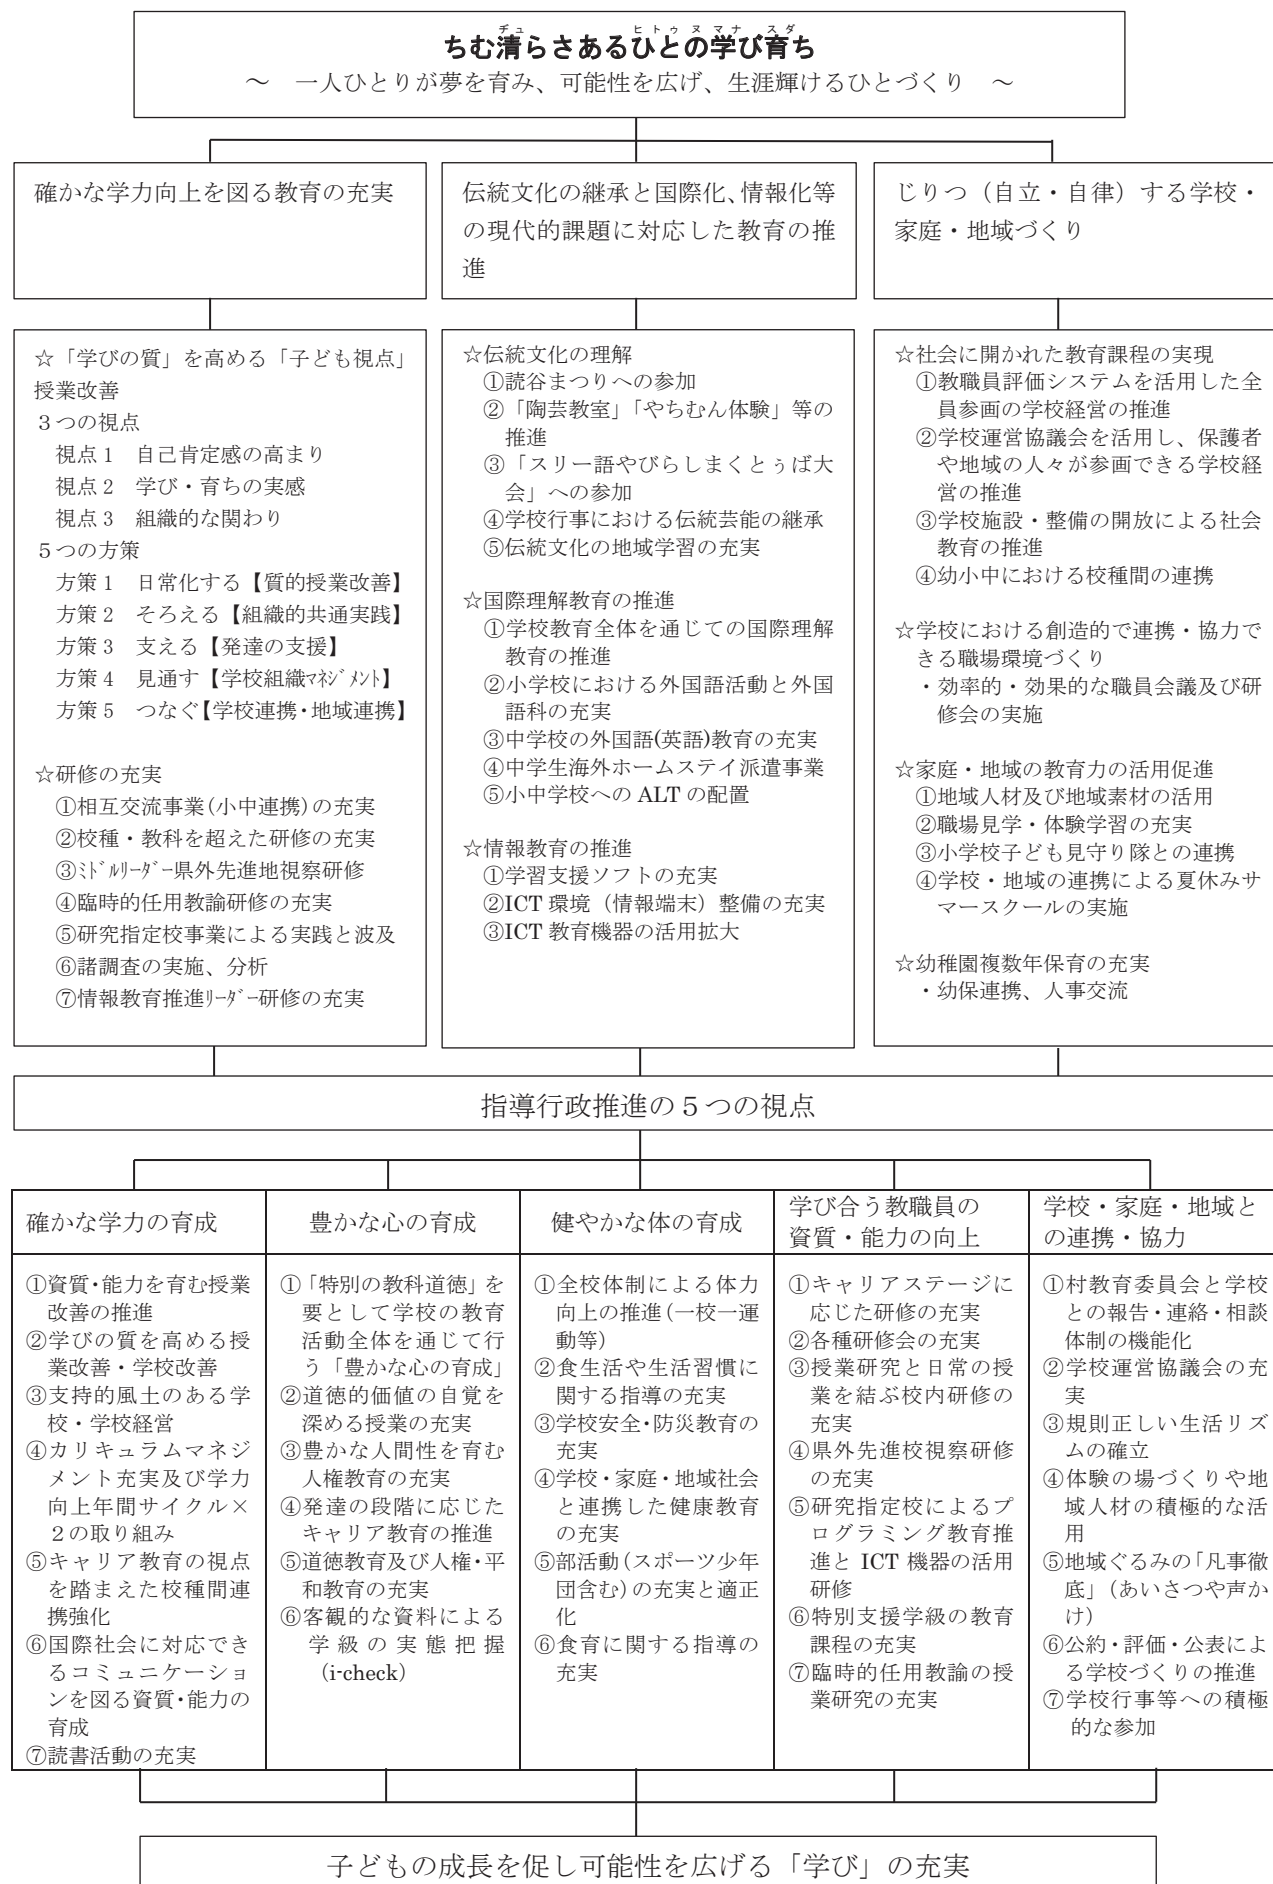 ちむ清らさあるひとの学び育ち
～　一人ひとりが夢を育み、可能性を広げ、生涯輝けるひとづくり　～
確かな学力向上を図る教育の充実
伝統文化の継承と国際化、情報化等
の現代的課題に対応した教育の推
進
じりつ（自立・自律）する学校・
家庭・地域づくり
☆「学びの質」を高める「子ども視点」
授業改善
３つの視点
視点１　自己肯定感の高まり
視点２　学び・育ちの実感
視点３　組織的な関わり
５つの方策
方策１　日常化する【質的授業改善】
方策２　そろえる【組織的共通実践】
方策３　支える【発達の支援】
方策４　見通す【学校組織ﾏﾈｼﾞﾒﾝﾄ】
方策５　つなぐ【学校連携・地域連携】
☆研修の充実
①相互交流事業(小中連携)の充実
②校種・教科を超えた研修の充実
③ﾐﾄﾞﾙﾘｰﾀﾞｰ県外先進地視察研修
④臨時的任用教諭研修の充実
⑤研究指定校事業による実践と波及
⑥諸調査の実施、分析
⑦情報教育推進ﾘｰﾀﾞｰ研修の充実
☆伝統文化の理解
①読谷まつりへの参加
②「陶芸教室」「やちむん体験」等の
推進
③「スリー語やびらしまくとぅば大
会」への参加
④学校行事における伝統芸能の継承
⑤伝統文化の地域学習の充実
☆国際理解教育の推進
①学校教育全体を通じての国際理解
教育の推進
②小学校における外国語活動と外国
語科の充実
③中学校の外国語(英語)教育の充実
④中学生海外ホームステイ派遣事業
⑤小中学校への ALT の配置
☆情報教育の推進
①学習支援ソフトの充実
②ICT 環境（情報端末）整備の充実
③ICT 教育機器の活用拡大
☆社会に開かれた教育課程の実現
①教職員評価システムを活用した全
員参画の学校経営の推進
②学校運営協議会を活用し、保護者
や地域の人々が参画できる学校経
営の推進
③学校施設・整備の開放による社会
教育の推進
④幼小中における校種間の連携
☆学校における創造的で連携・協力で
きる職場環境づくり
・効率的・効果的な職員会議及び研
修会の実施
☆家庭・地域の教育力の活用促進
①地域人材及び地域素材の活用
②職場見学・体験学習の充実
③小学校子ども見守り隊との連携
④学校・地域の連携による夏休みサ
マースクールの実施
☆幼稚園複数年保育の充実
・幼保連携、人事交流
指導行政推進の５つの視点
確かな学力の育成
①資質・能力を育む授業
改善の推進
②学びの質を高める授
業改善・学校改善
③支持的風土のある学
校・学校経営
④カリキュラムマネジ
メント充実及び学力
向上年間サイクル×
２の取り組み
⑤キャリア教育の視点
を踏まえた校種間連
携強化
⑥国際社会に対応でき
るコミュニケーショ
ンを図る資質・能力の
育成
⑦読書活動の充実
豊かな心の育成
①「特別の教科道徳」を
要として学校の教育
活動全体を通じて行
う「豊かな心の育成」
②道徳的価値の自覚を
深める授業の充実
③豊かな人間性を育む
人権教育の充実
④発達の段階に応じた
キャリア教育の推進
⑤道徳教育及び人権・平
和教育の充実
⑥客観的な資料による
学級の実態把握
(i-check)
健やかな体の育成
①全校体制による体力
向上の推進（一校一運
動等）
②食生活や生活習慣に
関する指導の充実
③学校安全・防災教育の
充実
④学校・家庭・地域社会
と連携した健康教育
の充実
⑤部活動（スポーツ少年
団含む）の充実と適正
化
⑥食育に関する指導の
充実
学び合う教職員の
資質・能力の向上
①キャリアステージに
応じた研修の充実
②各種研修会の充実
③授業研究と日常の授
業を結ぶ校内研修の
充実
④県外先進校視察研修
の充実
⑤研究指定校によるプ
ログラミング教育推
進と ICT 機器の活用
研修
⑥特別支援学級の教育
課程の充実
⑦臨時的任用教諭の授
業研究の充実
学校・家庭・地域と
の連携・協力
①村教育委員会と学校
との報告・連絡・相談
体制の機能化
②学校運営協議会の充
実
③規則正しい生活リズ
ムの確立
④体験の場づくりや地
域人材の積極的な活
用
⑤地域ぐるみの「凡事徹
底」（あいさつや声か
け）
⑥公約・評価・公表によ
る学校づくりの推進
⑦学校行事等への積極
的な参加
子どもの成長を促し可能性を広げる「学び」の充実